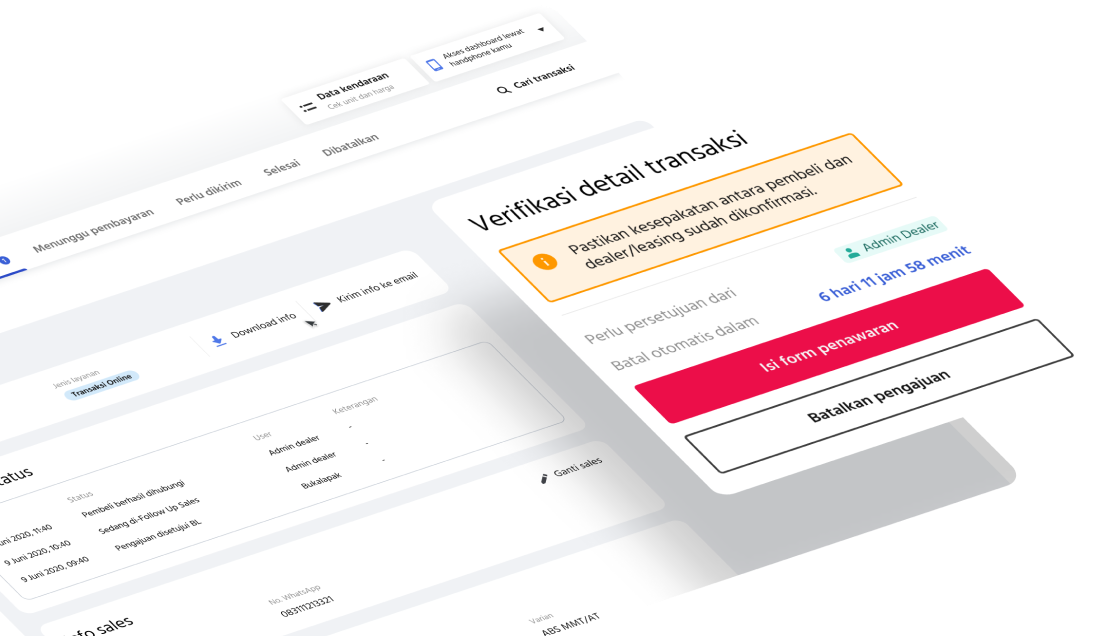 Data kendaraan
Cek unit dan harga
Akses dashboard lewat
handphone kamu
1
Menunggu pembayaran
Perlu dikirim
Selesai
Dibatalkan
Cari transaksi
Jenis layanan
Transaksi Online
Download info
Kirim info ke email
Status
User
Keterangan
Juni 2020, 11:40
Pembeli berhasil dihubungi
Admin dealer
-
9 Juni 2020, 10:40
Sedang di-Follow Up Sales
Admin dealer
-
9 Juni 2020, 09:40
Pengajuan disetujui BL
Bukalapak
-
sales
Ganti sales
No. WhatsApp
083111213321
Varian
ABS MMT/AT
Verifikasi detail transaksi
Pastikan kesepakatan antara pembeli dan
dealer/leasing sudah dikonfirmasi.
Perlu persetujuan dari
Admin Dealer
Batal otomatis dalam
6 hari 11 jam 58 menit
Isi form penawaran
Batalkan pengajuan